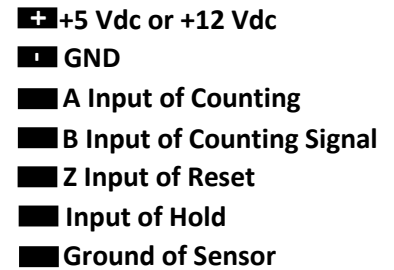 + +5 Vdc or +12 Vdc
- GND
A Input of Counting
B Input of Counting Signal
Z Input of Reset
Input of Hold
Ground of Sensor